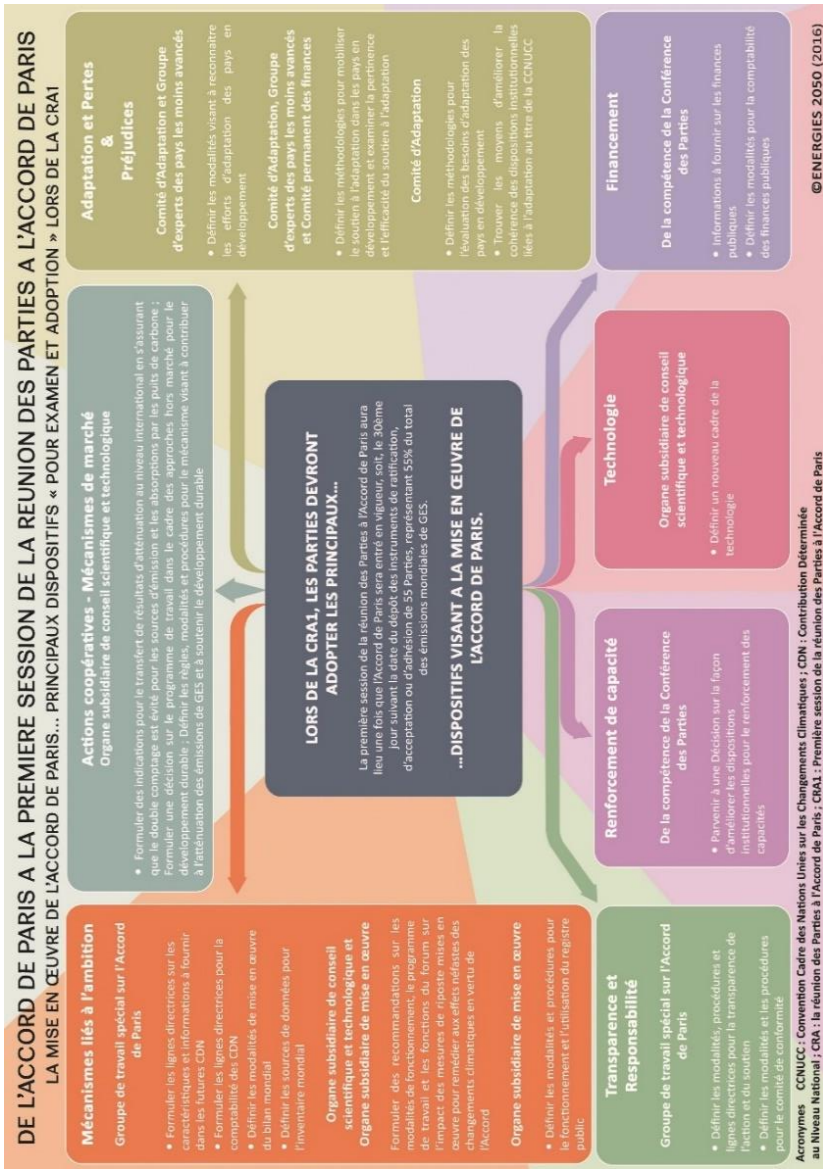 DE L'ACCORD DE PARIS A LA PREMIERE SESSION DE LA REUNION DES PARTIES A L'ACCORD DE PARIS
LA MISE EN ŒUVRE DE L'ACCORD DE PARIS... PRINCIPAUX DISPOSITIFS « POUR EXAMEN ET ADOPTION » LORS DE LA CRA1
Mécanismes liés à l'ambition
Groupe de travail spécial sur l'Accord
de Paris
• Formuler les lignes directrices sur les
caractéristiques et informations à fournir
dans les futures CDN
• Formuler les lignes directrices pour la
comptabilité des CDN
• Définir les modalités de mise en œuvre
du bilan mondial
• Définir les sources de données pour
l'inventaire mondial
Organe subsidiaire de conseil
scientifique et technologique et
Organe subsidiaire de mise en œuvre
Formuler des recommandations sur les
modalités de fonctionnement, le programme
de travail et les fonctions du forum sur
l'impact des mesures de riposte mises en
œuvre pour remédier aux effets néfastes des
changements climatiques en vertu de
l'Accord
Organe subsidiaire de mise en œuvre
• Définir des modalités et procédures pour
le fonctionnement et l'utilisation du registre
public
Actions coopératives - Mécanismes de marché
Organe subsidiaire de conseil scientifique et technologique
• Formuler des indications pour le transfert de résultats d'atténuation au niveau international en s'assurant
que le double comptage est évité pour les sources d'émission et les absorptions par les puits de carbone ;
Formuler une décision sur le programme de travail dans le cadre des approches hors marché pour le
développement durable ; Définir les règles, modalités et procédures pour le mécanisme visant à contribuer
à l'atténuation des émissions de GES et à soutenir le développement durable
Adaptation et Pertes
&
Préjudices
Comité d'Adaptation et Groupe
d'experts des pays les moins avancés
• Définir les modalités visant à reconnaître
les efforts d'adaptation des pays en
développement
Comité d'Adaptation, Groupe
d'experts des pays les moins avancés
et Comité permanent des finances
• Définir les méthodologies pour mobiliser
le soutien à l'adaptation dans les pays en
développement et examiner la pertinence
et l'efficacité du soutien à l'adaptation
Comité d'Adaptation
• Définir les méthodologies pour
l'évaluation des besoins d'adaptation des
pays en développement
• Trouver les moyens d'améliorer la
cohérence des dispositions institutionnelles
liées à l'adaptation au titre de la CCNUCC
LORS DE LA CRA1, LES PARTIES DEVRONT
ADOPTER LES PRINCIPAUX...
La première session de la réunion des Parties à l'Accord de Paris aura
lieu une fois que l'Accord de Paris sera entré en vigueur, soit, le 30ème
jour suivant la date du dépôt des instruments de ratification,
d'acceptation ou d'adhésion de 55 Parties, représentant 55% du total
des émissions mondiales de GES.
...DISPOSITIFS VISANT A LA MISE EN ŒUVRE DE
L'ACCORD DE PARIS.
Transparence et
Responsabilité
Groupe de travail spécial sur l'Accord
de Paris
• Définir des modalités, procédures et
lignes directrices pour la transparence de
l'action et du soutien
• Définir les modalités et les procédures
pour le comité de conformité
Renforcement de capacité
De la compétence de la Conférence
des Parties
• Parvenir à une Décision sur la façon
d'améliorer les dispositions
institutionnelles pour le renforcement des
capacités
Technologie
Organe subsidiaire de conseil
scientifique et technologique
• Définir un nouveau cadre de la
technologie
Financement
De la compétence de la Conférence
des Parties
• Informations à fournir sur les finances
publiques
• Définir des modalités pour la comptabilité
des finances publiques
Acronymes CCNUCC : Convention Cadre des Nations Unies sur les Changements Climatiques ; CDN : Contribution Déterminée
au Niveau National ; CRA : la réunion des Parties à l'Accord de Paris ; CRA1 : Première session de la réunion des Parties à l'Accord de Paris
©ENERGIES 2050 (2016)